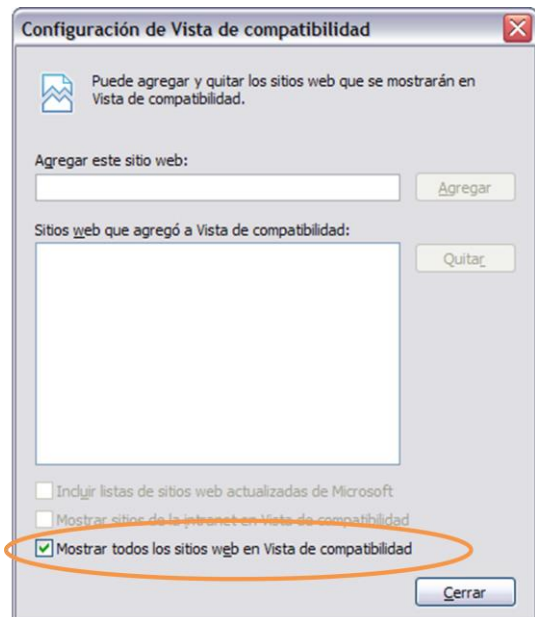 Configuración de Vista de compatibilidad
Puede agregar y quitar los sitios web que se mostrarán en
Vista de compatibilidad.
Agregar este sitio web:
Agregar
Sitios web que agregó a Vista de compatibilidad:
Quitar
Incluir listas de sitios web actualizadas de Microsoft
Mostrar sitios de la intranet en Vista de compatibilidad
Mostrar todos los sitios web en Vista de compatibilidad
Cerrar